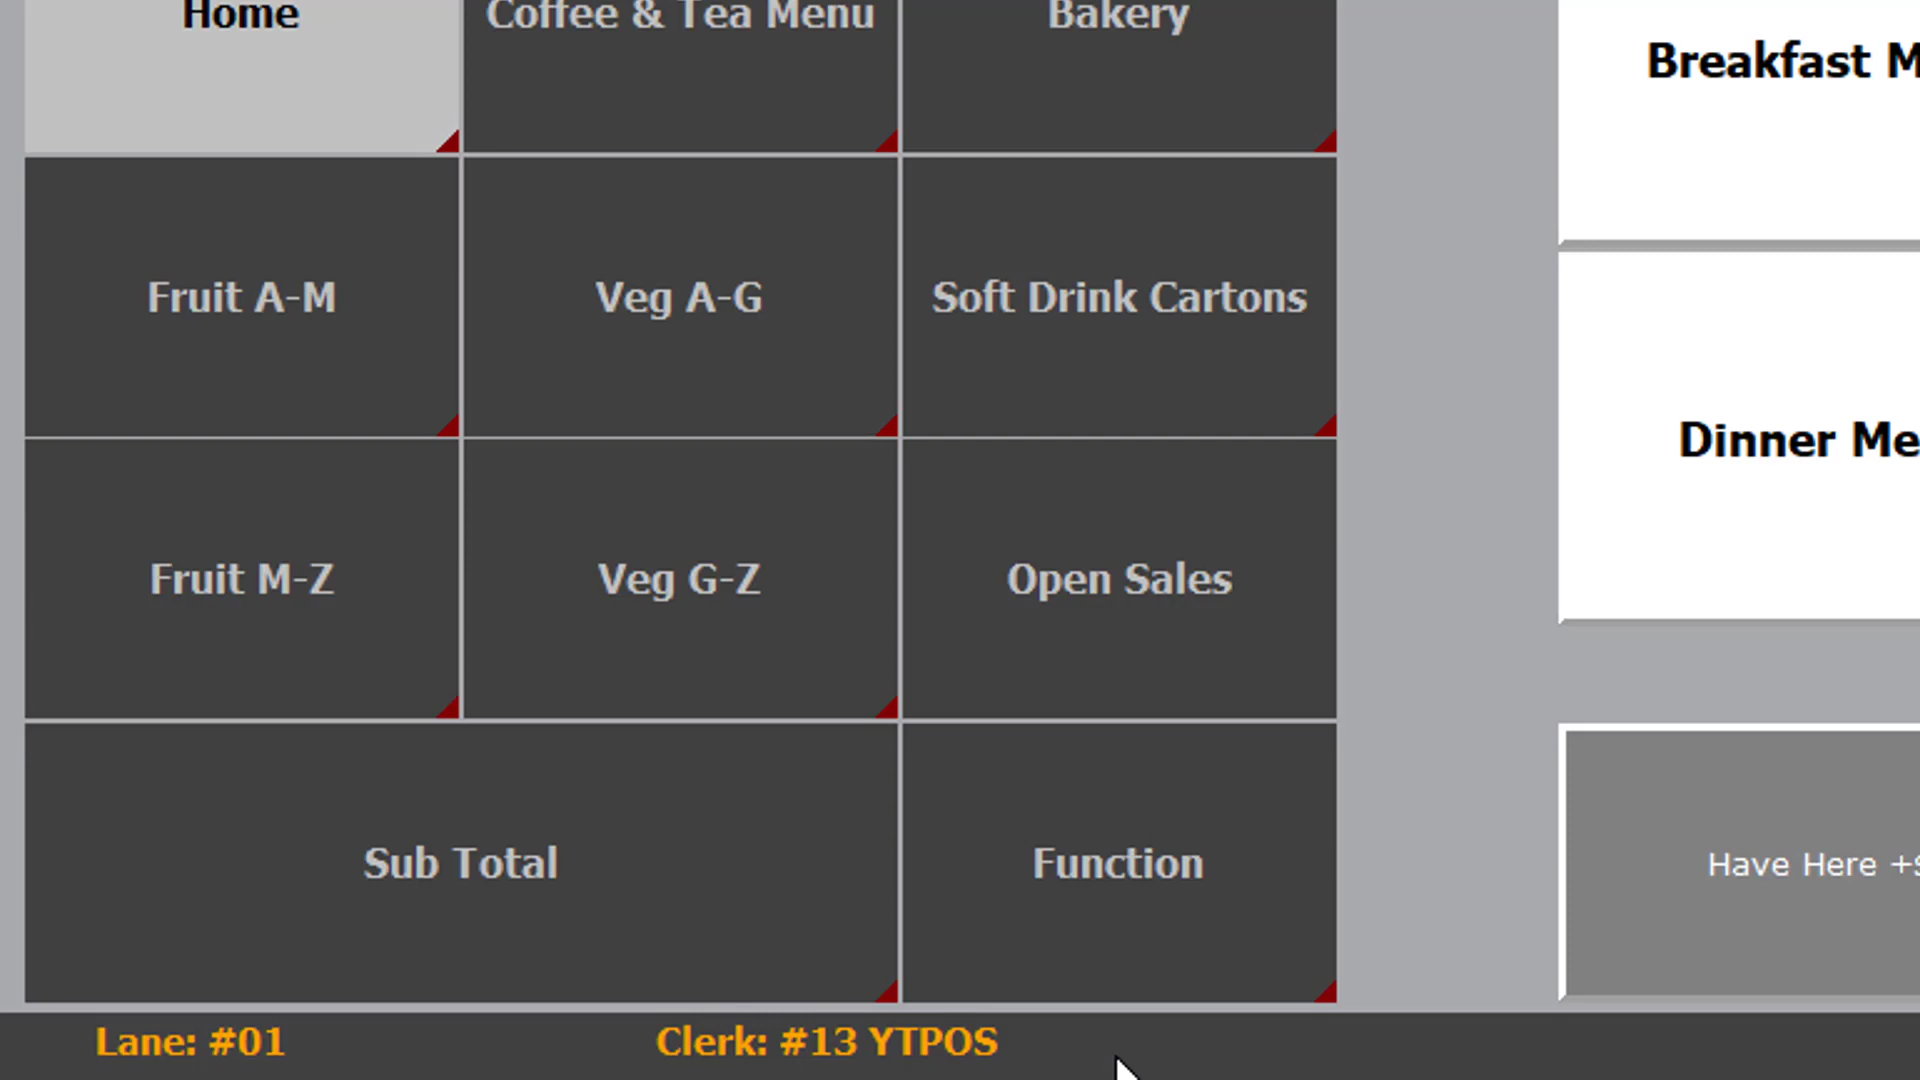 Home
Coffee & Tea Menu
Bakery
Breakfast M
Fruit A-M
Veg A-G
Soft Drink Cartons
Dinner Me
Fruit M-Z
Veg G-Z
Open Sales
Sub Total
Function
Have Here +$
Lane: #01
Clerk: #13 YTPOS